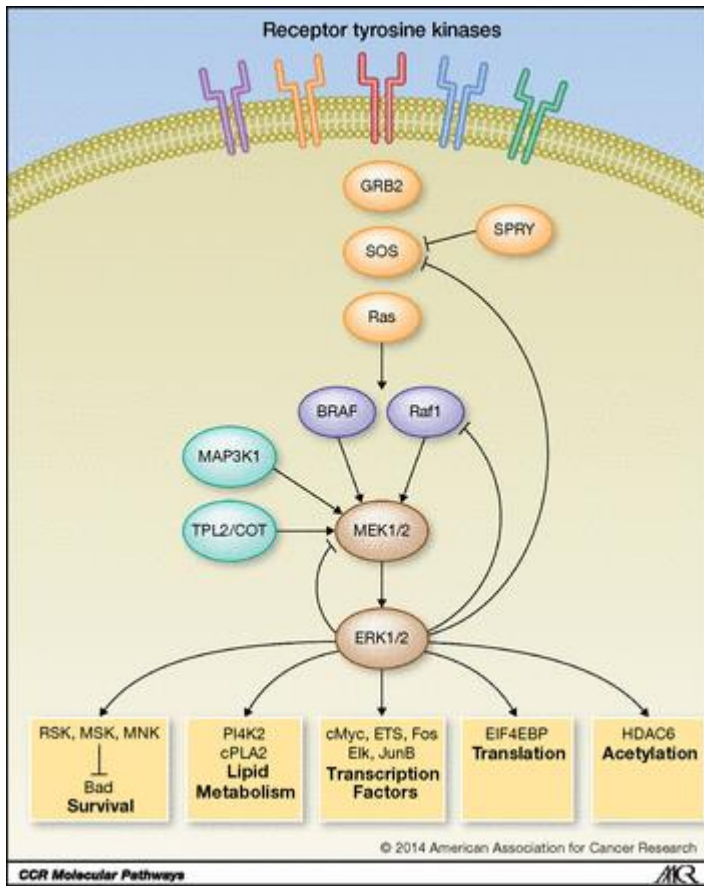 Receptor tyrosine kinases
GRB2
SOS
SPRY
Ras
BRAF
Raf1
MAP3K1
TPL2/COT
MEK1/2
ERK1/2
RSK, MSK, MNK
Bad
Survival
PI4K2
cPLA2
Lipid
Metabolism
cMyc, ETS, Fos
Elk, JunB
Transcription
Factors
EIF4EBP
Translation
HDAC6
Acetylation
© 2014 American Association for Cancer Research
CCR Molecular Pathways